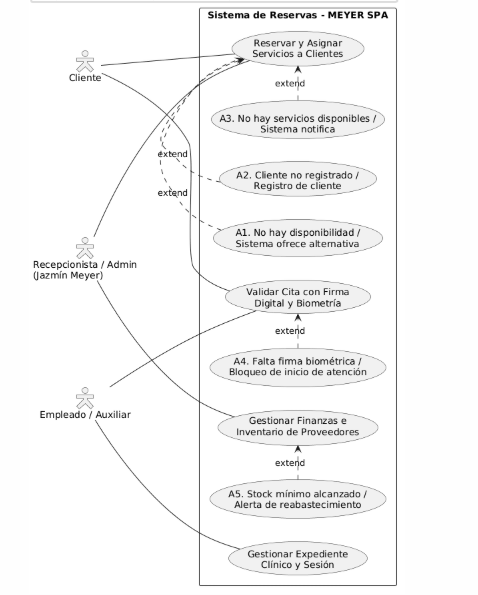 Sistema de Reservas - MEYER SPA
Reservar y Asignar
Servicios a Clientes
Cliente
extend
A3. No hay servicios disponibles /
Sistema notifica
extend
A2. Cliente no registrado /
Registro de cliente
extend
A1. No hay disponibilidad /
Sistema ofrece alternativa
Recepcionista / Admin
(Jazmín Meyer)
Validar Cita con Firma
Digital y Biometría
extend
A4. Falta firma biométrica /
Bloqueo de inicio de atención
Empleado / Auxiliar
Gestionar Finanzas e
Inventario de Proveedores
extend
A5. Stock mínimo alcanzado /
Alerta de reabastecimiento
Gestionar Expediente
Clínico y Sesión